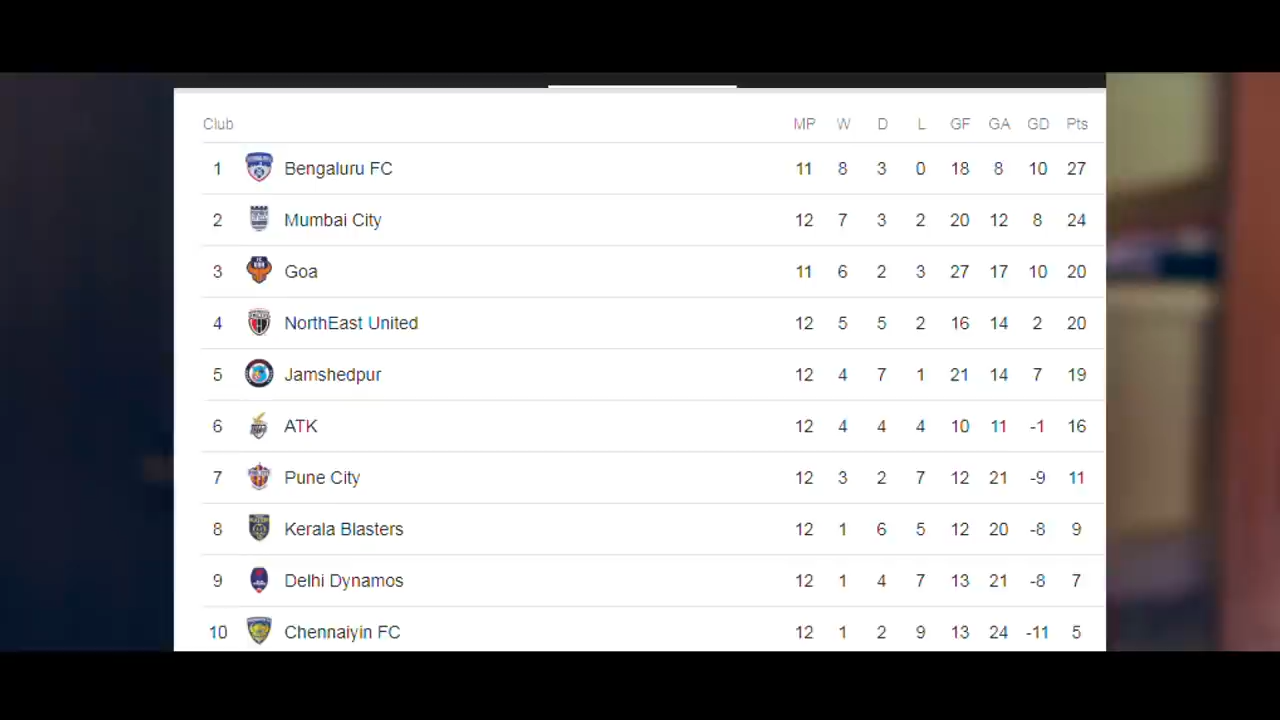 Club MP W D L GF GA GD Pts
1 Bengaluru FC 11 8 3 0 18 8 10 27
2 Mumbai City 12 7 3 2 20 12 8 24
3 Goa 11 6 2 3 27 17 10 20
4 NorthEast United 12 5 5 2 16 14 2 20
5 Jamshedpur 12 4 7 1 21 14 7 19
6 ATK 12 4 4 4 10 11 -1 16
7 Pune City 12 3 2 7 12 21 -9 11
8 Kerala Blasters 12 1 6 5 12 20 -8 9
9 Delhi Dynamos 12 1 4 7 13 21 -8 7
10 Chennaiyin FC 12 1 2 9 13 24 -11 5